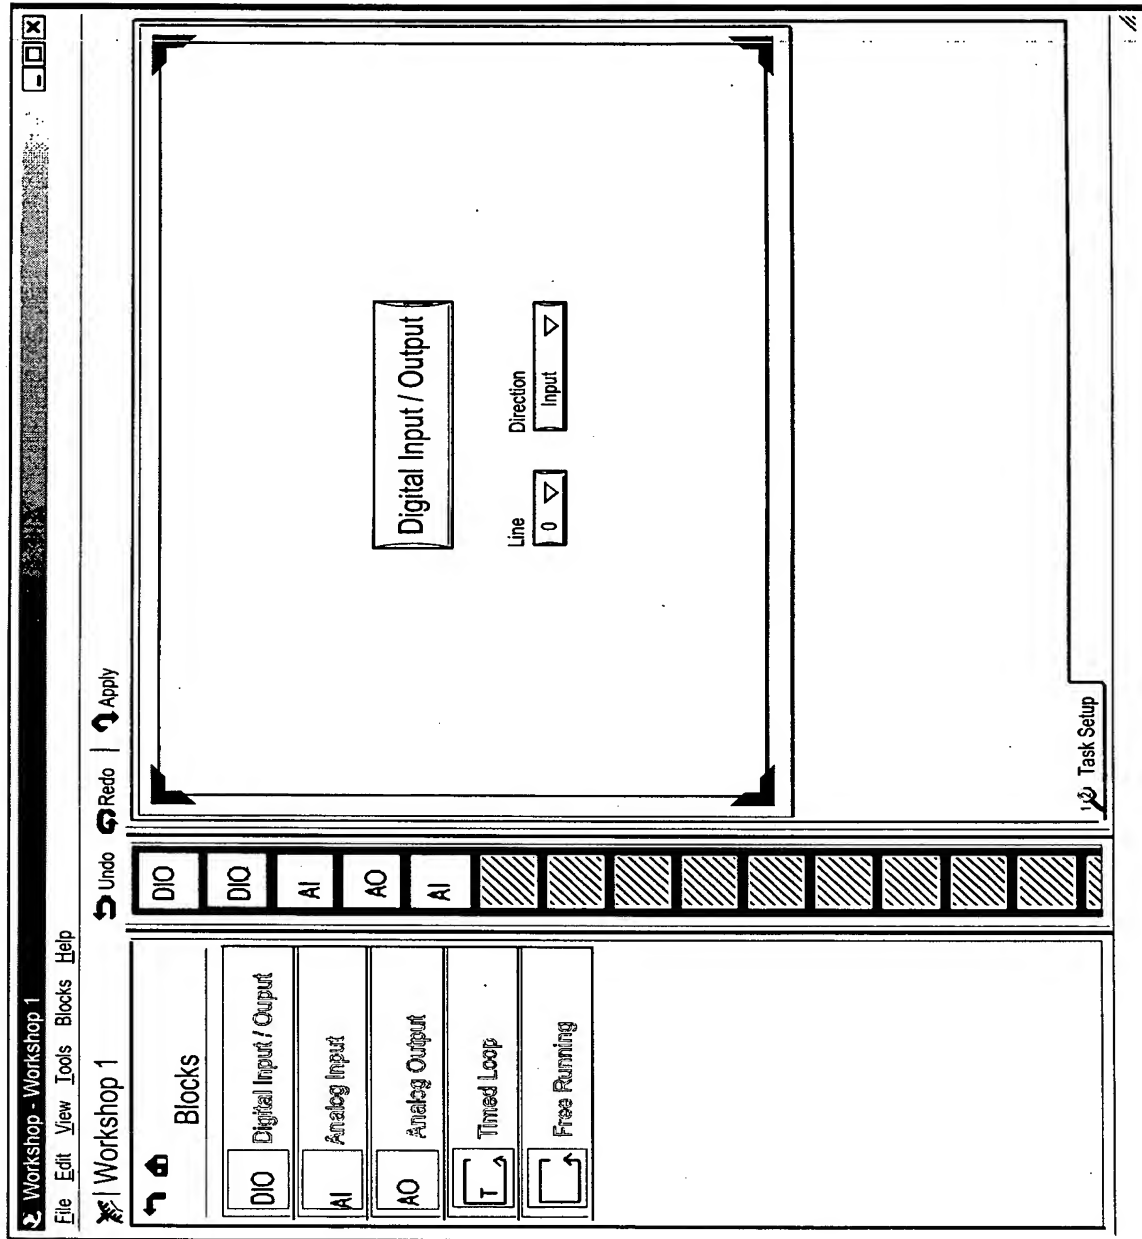 Workshop - Workshop 1
File Edit View Tools Blocks Help
Workshop 1
Undo Redo | Apply
Blocks
DIO Digital Input / Ouput
AI Analog Input
AO Analog Output
T Timed Loop
Free Running
DIO
DIO
AI
AO
AI
Digital Input / Output
Line Direction
0 Input
Task Setup